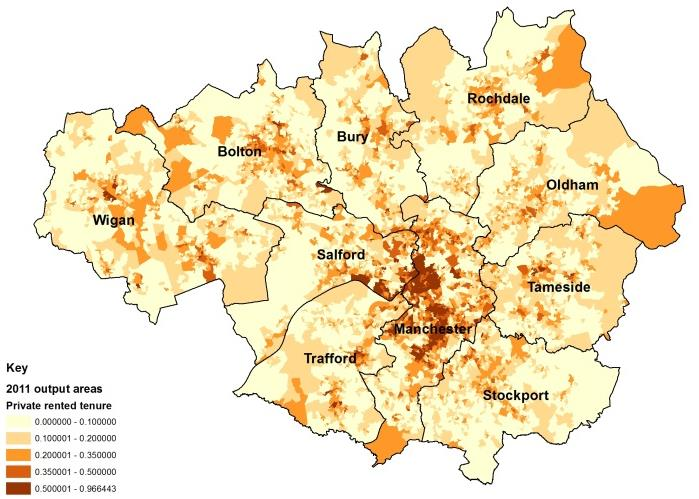 Rochdale
Bury
Bolton
Oldham
Wigan
Salford
Tameside
Manchester
Trafford
Stockport
Key
2011 output areas
Private rented tenure
0.000000 - 0.100000
0.100001 - 0.200000
0.200001 - 0.350000
0.350001 - 0.500000
0.500001 - 0.966443